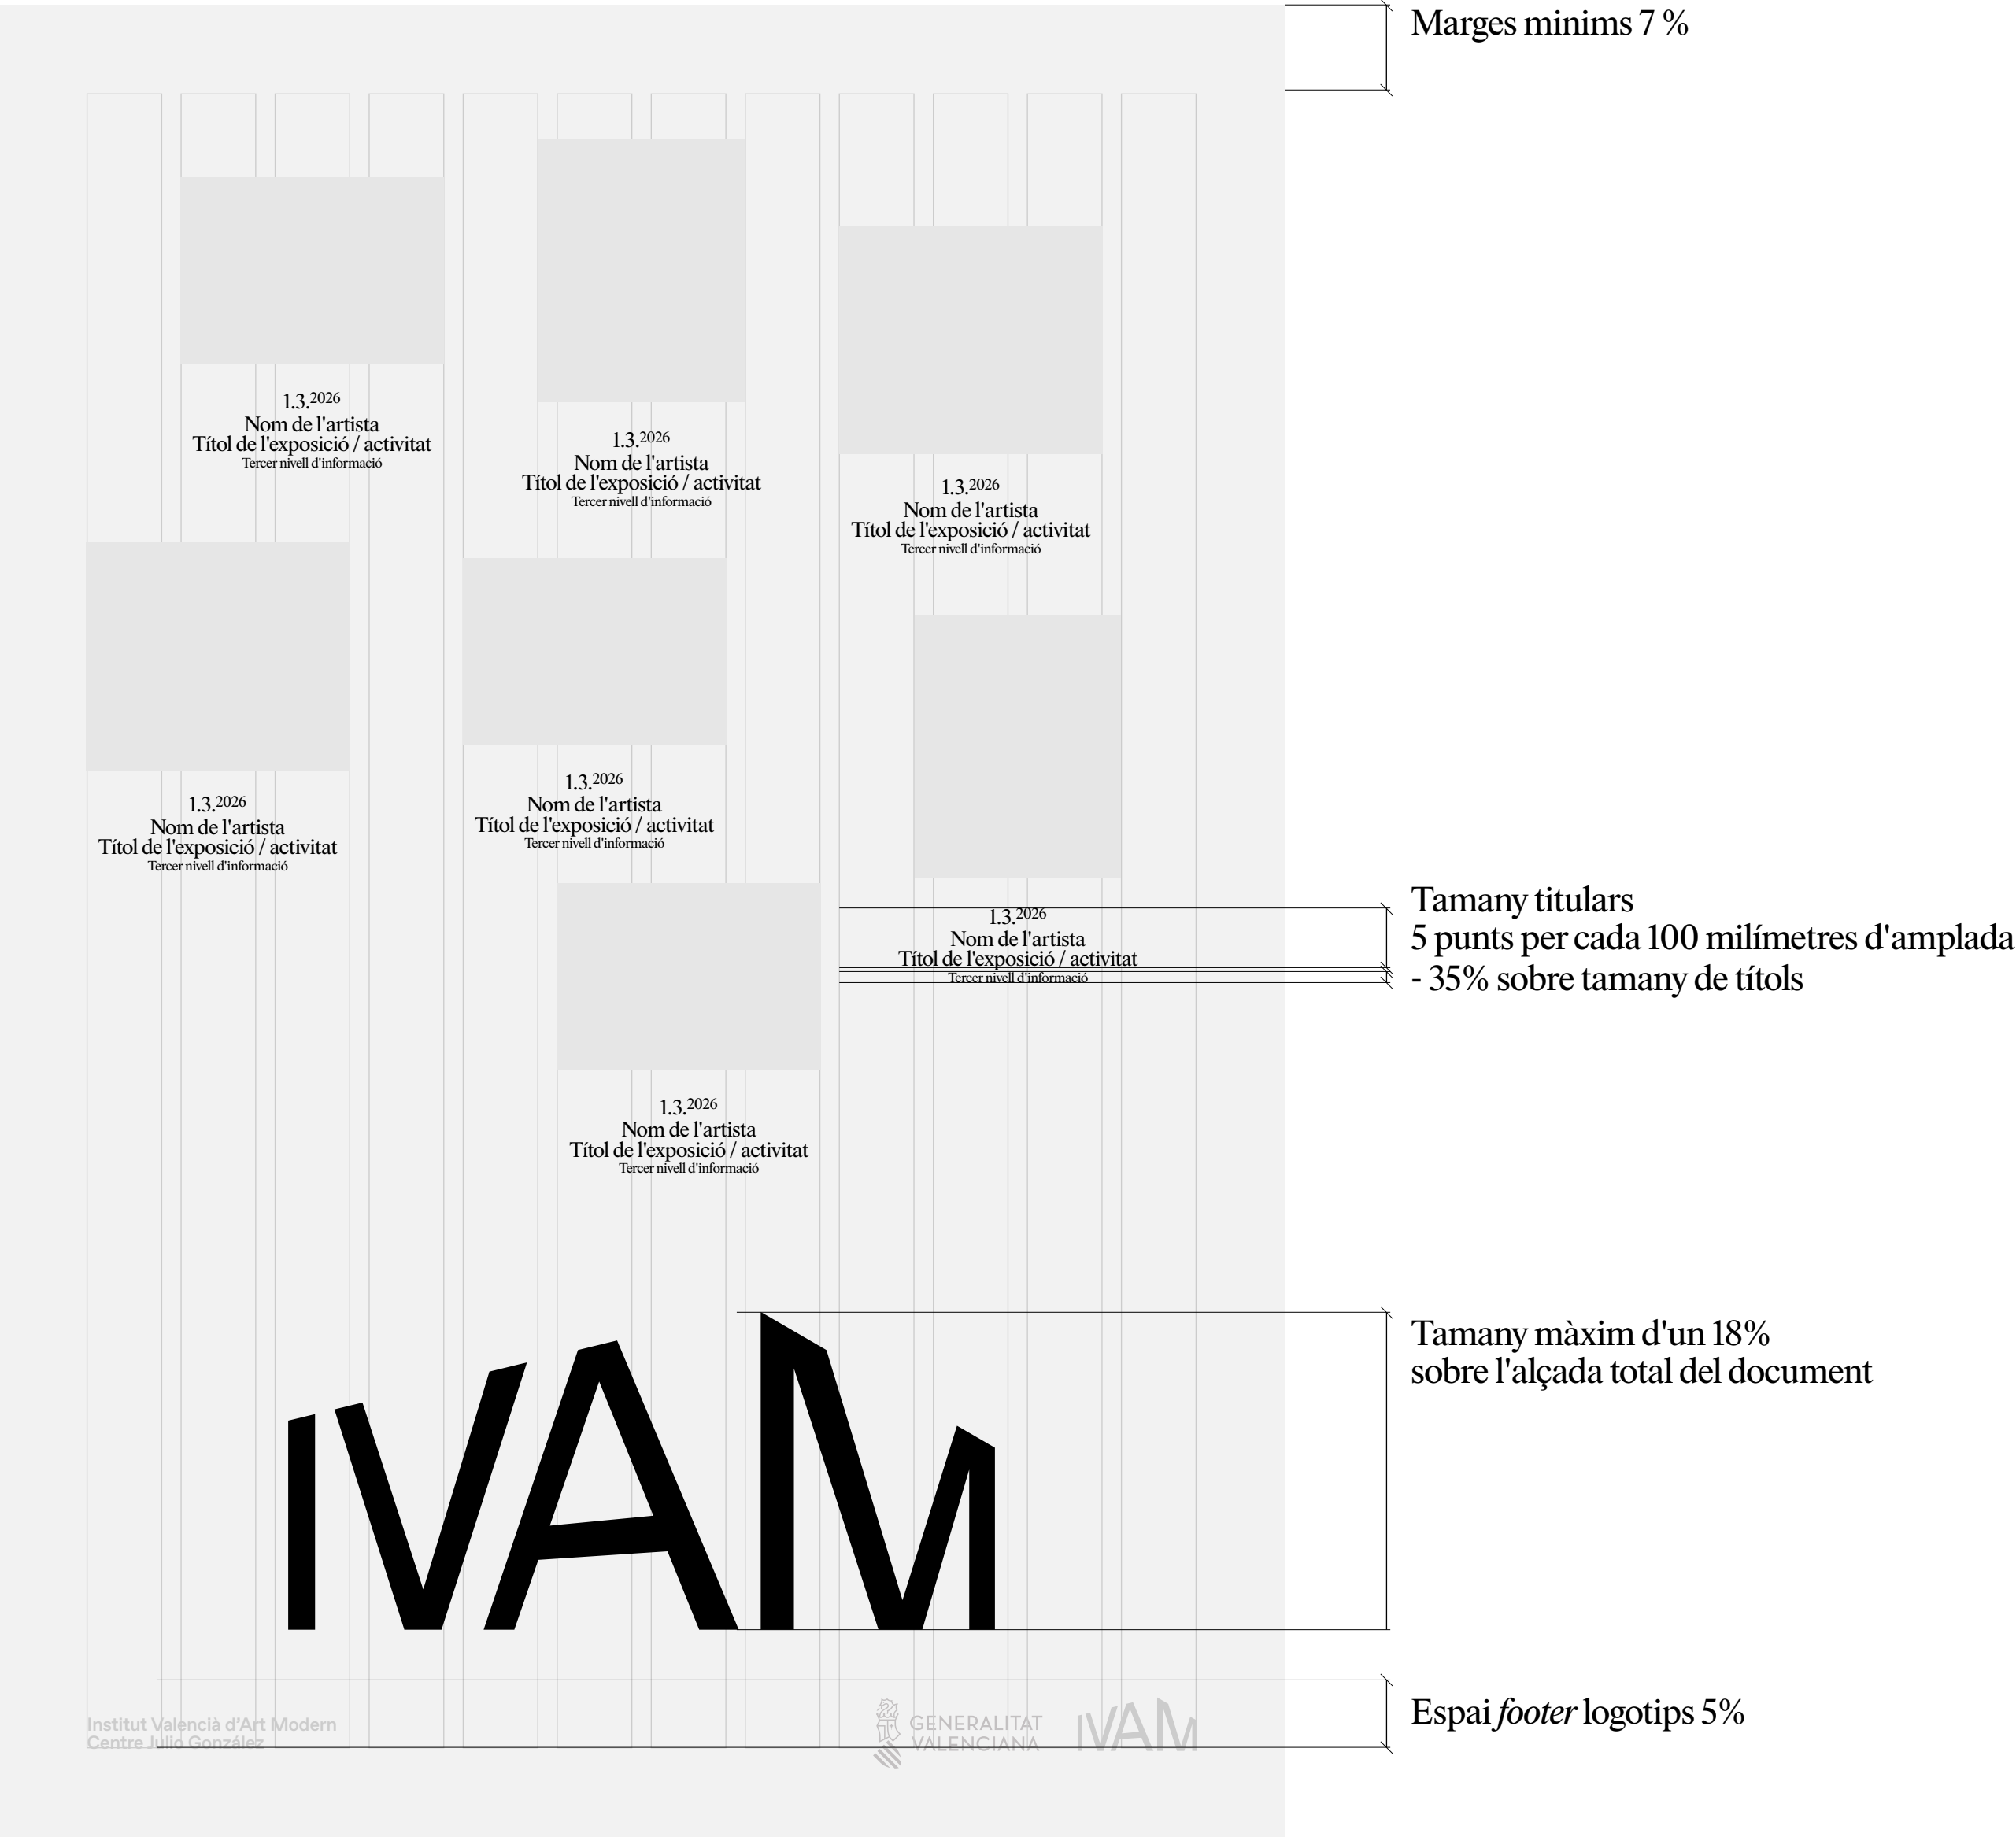 Marges minims 7 %
1.3.2026
Nom de l'artista
Títol de l'exposició / activitat
Tercer nivell d'informació
1.3.2026
Nom de l'artista
Títol de l'exposició / activitat
Tercer nivell d'informació
1.3.2026
Nom de l'artista
Títol de l'exposició / activitat
Tercer nivell d'informació
1.3.2026
Nom de l'artista
Títol de l'exposició / activitat
Tercer nivell d'informació
1.3.2026
Nom de l'artista
Títol de l'exposició / activitat
Tercer nivell d'informació
1.3.2026
Nom de l'artista
Títol de l'exposició / activitat
Tercer nivell d'informació
Tamany titulars
5 punts per cada 100 milímetres d'amplada
- 35% sobre tamany de títols
1.3.2026
Nom de l'artista
Títol de l'exposició / activitat
Tercer nivell d'informació
IVAM
Tamany màxim d'un 18%
sobre l'alçada total del document
Institut Valencià d'Art Modern
Centre Julio González
GENERALITAT
VALENCIANA
IVAM
Espai footer logotips 5%